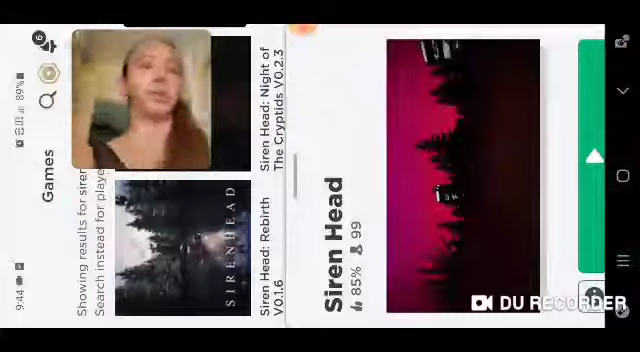 9:44
89%
6
Games
Showing results for siren
Search instead for playe
SIRENHEAD
Siren Head: Rebirth
V0.1.6
Siren Head: Night of
The Cryptids V0.2.3
Siren Head
85% 99
DU RECORDER